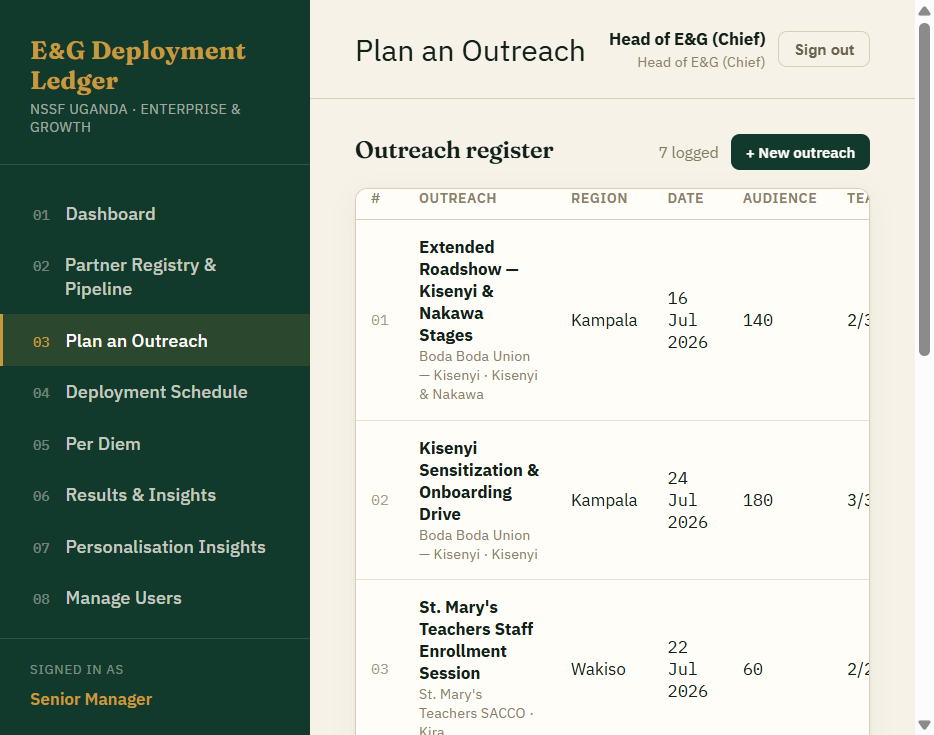 E&G Deployment
Ledger
NSSF UGANDA · ENTERPRISE &
GROWTH
01 Dashboard
02 Partner Registry &
Pipeline
03 Plan an Outreach
04 Deployment Schedule
05 Per Diem
06 Results & Insights
07 Personalisation Insights
08 Manage Users
SIGNED IN AS
Senior Manager
Plan an Outreach
Head of E&G (Chief)
Head of E&G (Chief)
Sign out
Outreach register
7 logged
+ New outreach
# OUTREACH REGION DATE AUDIENCE
01
Extended
Roadshow —
Kisenyi &
Nakawa
Stages
Boda Boda Union
— Kisenyi · Kisenyi
& Nakawa
Kampala
16
Jul
2026
140
2/3
02
Kisenyi
Sensitization &
Onboarding
Drive
Boda Boda Union
— Kisenyi · Kisenyi
Kampala
24
Jul
2026
180
3/3
03
St. Mary's
Teachers Staff
Enrollment
Session
St. Mary's
Teachers SACCO ·
Kira
Wakiso
22
Jul
2026
60
2/2